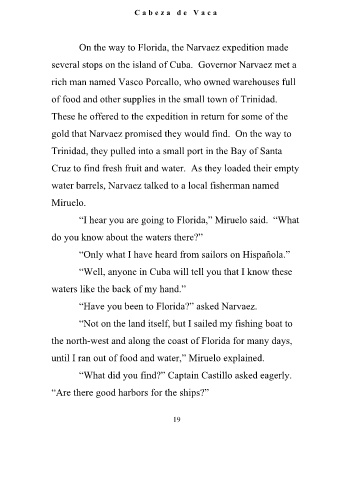 Cabeza de Vaca
On the way to Florida, the Narvaez expedition made
several stops on the island of Cuba. Governor Narvaez met a
rich man named Vasco Porcallo, who owned warehouses full
of food and other supplies in the small town of Trinidad.
These he offered to the expedition in return for some of the
gold that Narvaez promised they would find. On the way to
Trinidad, they pulled into a small port in the Bay of Santa
Cruz to find fresh fruit and water. As they loaded their empty
water barrels, Narvaez talked to a local fisherman named
Miruelo.
“I hear you are going to Florida,” Miruelo said. “What
do you know about the waters there?”
“Only what I have heard from sailors on Hispañola.”
“Well, anyone in Cuba will tell you that I know these
waters like the back of my hand.”
“Have you been to Florida?” asked Narvaez.
“Not on the land itself, but I sailed my fishing boat to
the north-west and along the coast of Florida for many days,
until I ran out of food and water,” Miruelo explained.
“What did you find?” Captain Castillo asked eagerly.
“Are there good harbors for the ships?”
19